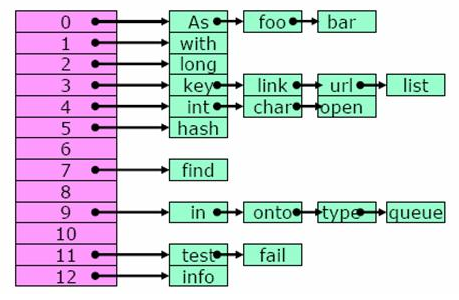 0 As foo bar
1 with
2 long
3 key link url list
4 int char open
5 hash
6
7 find
8
9 in onto type queue
10
11 test fail
12 info